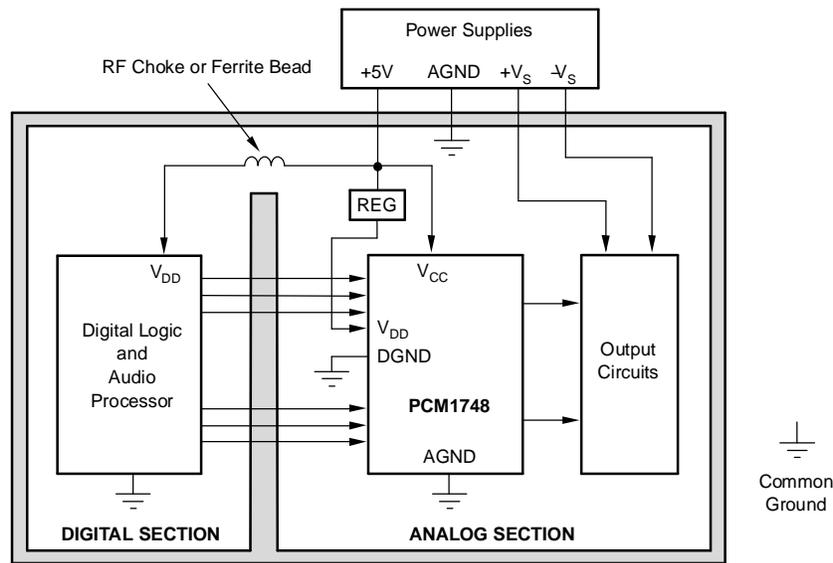 Power Supplies
+5V AGND +VS –VS
RF Choke or Ferrite Bead
REG
VDD
VCC
Digital Logic
and
Audio
Processor
VDD
DGND
PCM1748
AGND
Output
Circuits
DIGITAL SECTION
ANALOG SECTION
Common
Ground